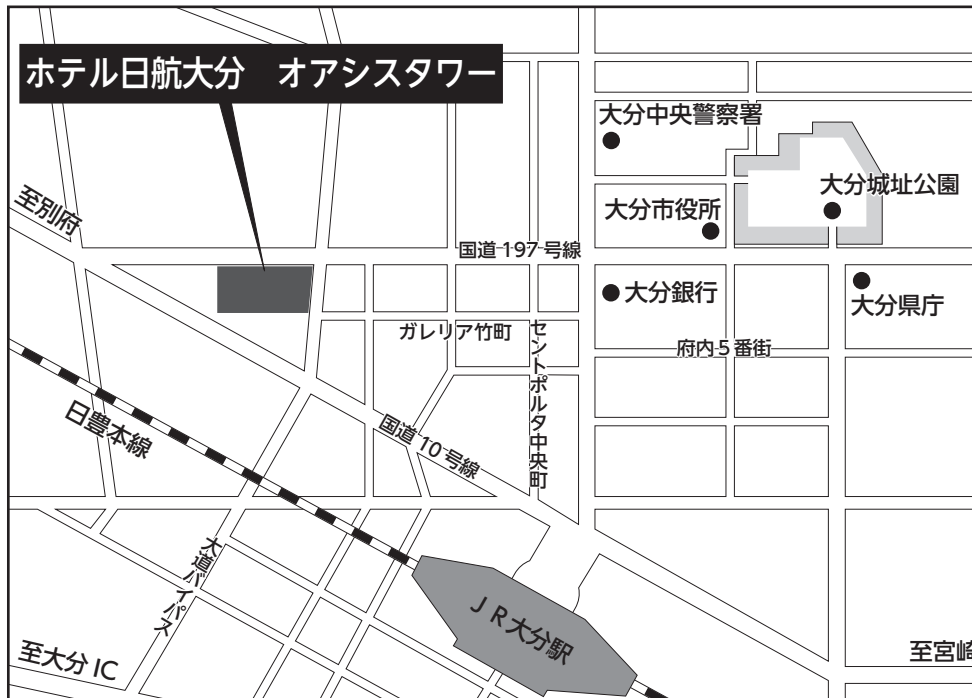 ホテル日航大分　オアシスタワー
大分中央警察署
大分城址公園
至別府
大分市役所
国道197号線
大分銀行
大分県庁
ガレリア竹町
セントポルタ中央町
府内5番街
日豊本線
国道10号線
大道バイパス
JR大分駅
至大分IC
至宮崎